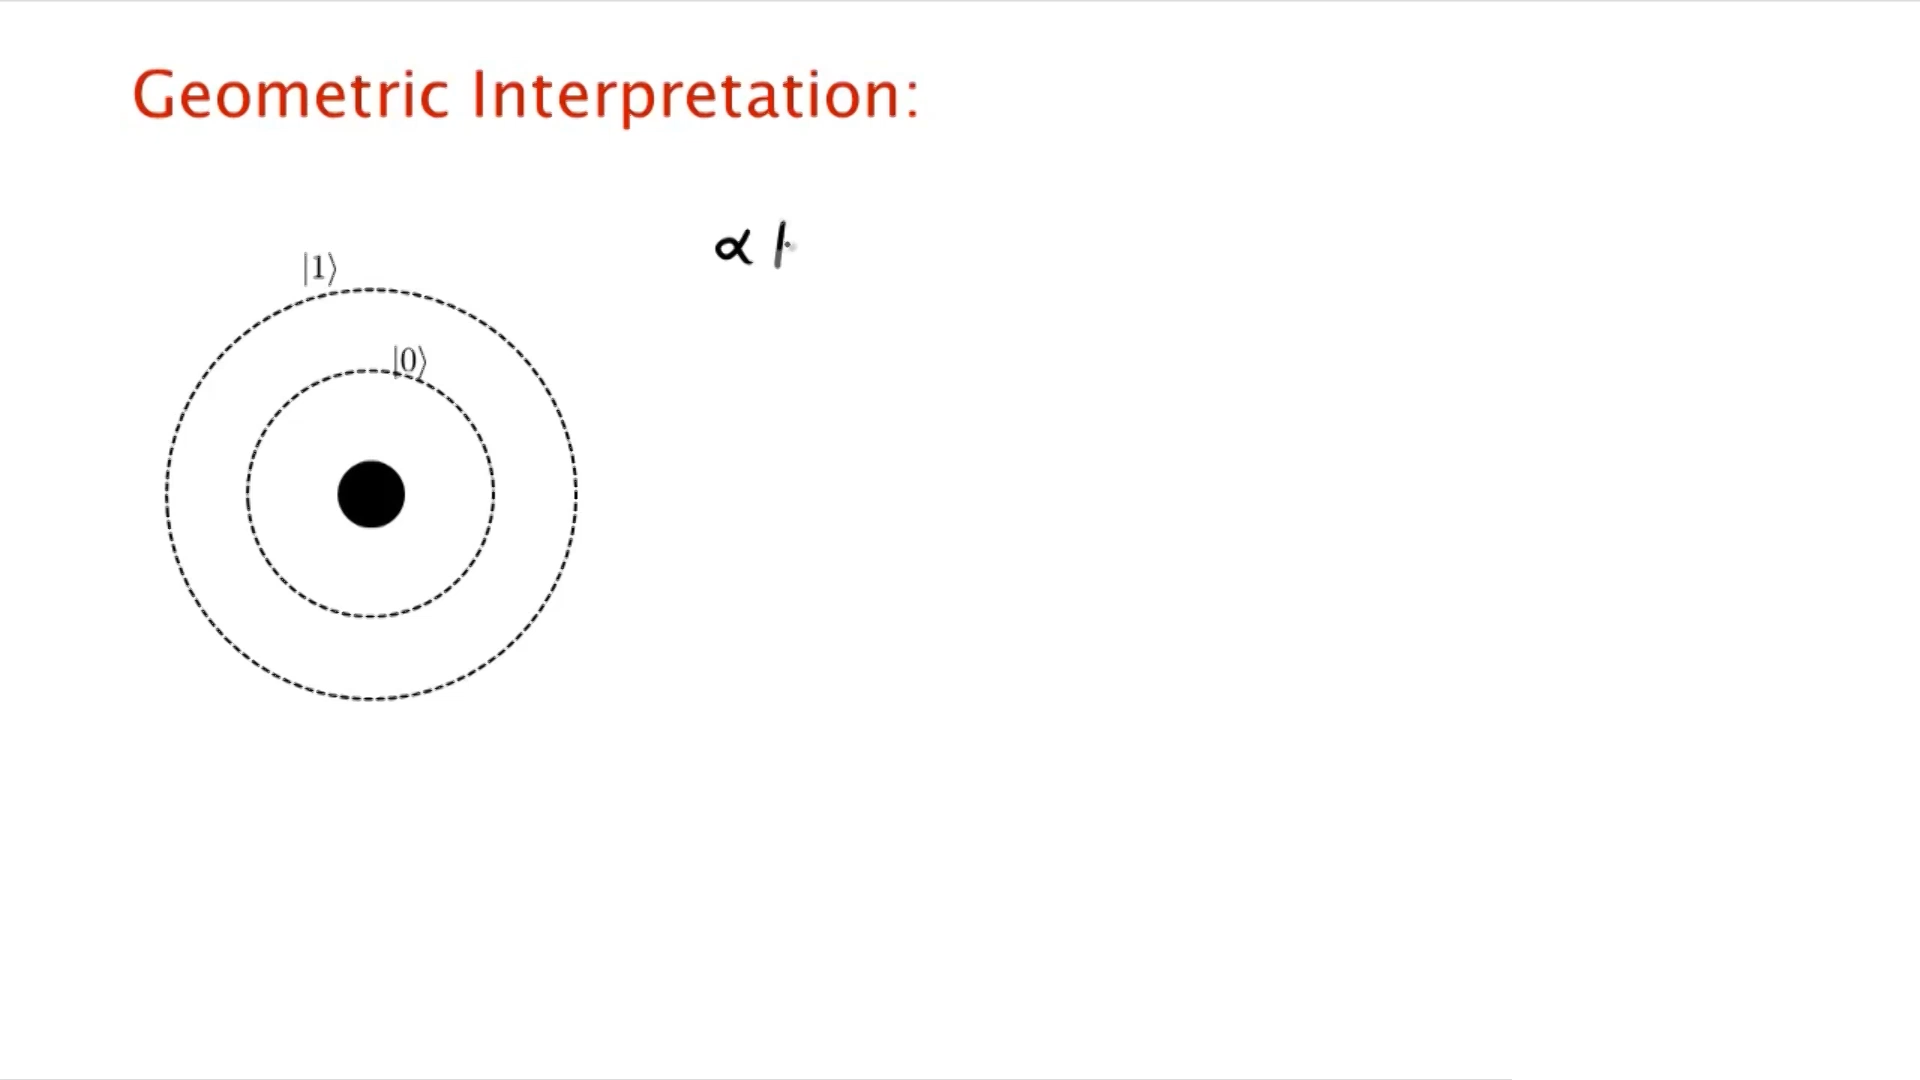 Geometric Interpretation:
α |
|1⟩
|0⟩